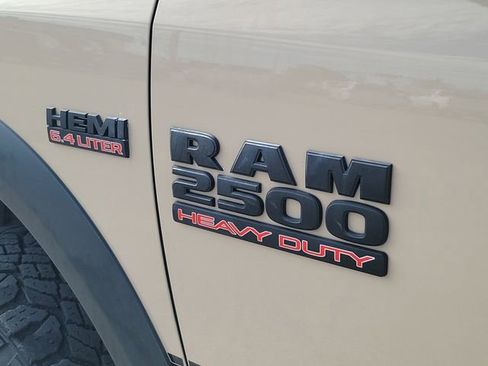 HEMI
6.4 LITER
RAM
2500
HEAVY DUTY